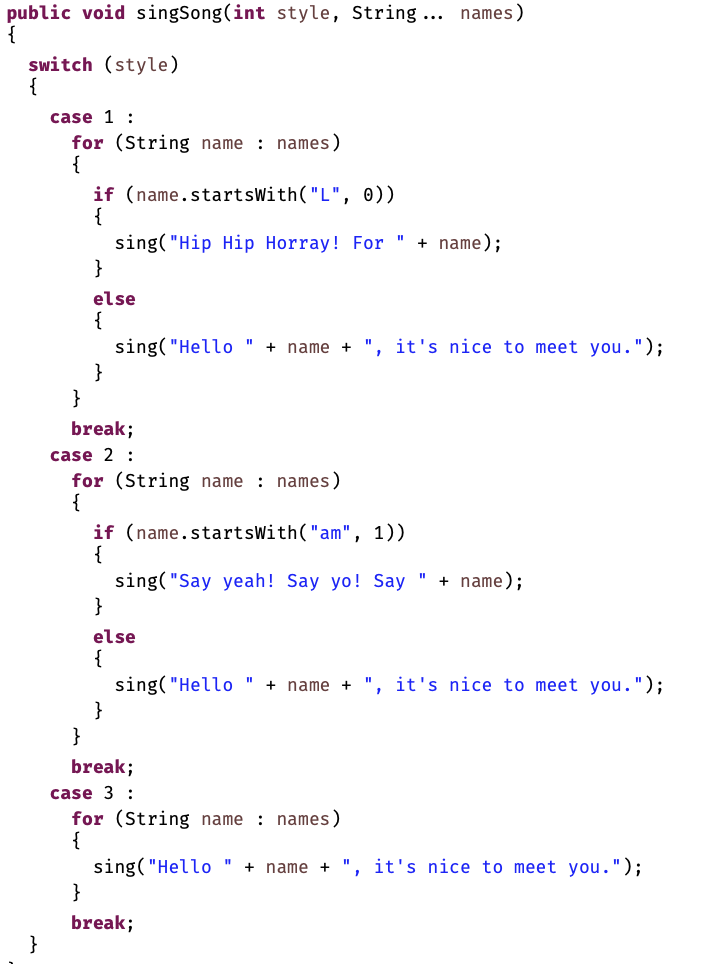 public void singSong(int style, String... names)
{
  switch (style)
  {
    case 1 :
      for (String name : names)
      {
        if (name.startsWith("L", 0))
        {
          sing("Hip Hip Horray! For " + name);
        }
        else
        {
          sing("Hello " + name + ", it's nice to meet you.");
        }
      }
      break;
    case 2 :
      for (String name : names)
      {
        if (name.startsWith("am", 1))
        {
          sing("Say yeah! Say yo! Say " + name);
        }
        else
        {
          sing("Hello " + name + ", it's nice to meet you.");
        }
      }
      break;
    case 3 :
      for (String name : names)
      {
        sing("Hello " + name + ", it's nice to meet you.");
      }
      break;
  }